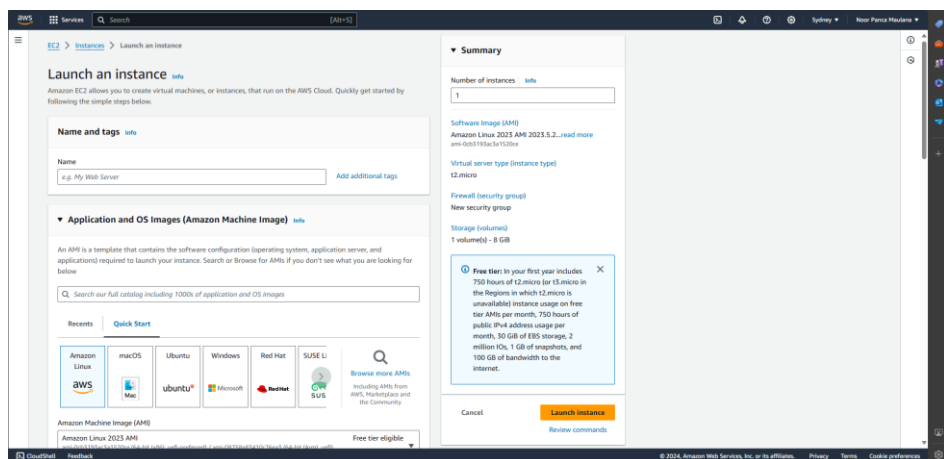 aws
Services
Search
[Alt+S]
Sydney
Noor Panca Maulana
EC2 > Instances > Launch an instance
Launch an instance Info
Amazon EC2 allows you to create virtual machines, or instances, that run on the AWS Cloud. Quickly get started by
following the simple steps below.
Name and tags Info
Name
e.g. My Web Server
Add additional tags
Application and OS Images (Amazon Machine Image) Info
An AMI is a template that contains the software configuration (operating system, application server, and
applications) required to launch your instance. Search or Browse for AMIs if you don't see what you are looking for
below
Search our full catalog including 1000s of application and OS images
Recents
Quick Start
Amazon
Linux
aws
macOS
Mac
Ubuntu
ubuntu
Windows
Microsoft
Red Hat
Red Hat
SUSE Li
SUS
Browse more AMIs
Including AMIs from
AWS, Marketplace and
the Community
Amazon Machine Image (AMI)
Amazon Linux 2023 AMI
Free tier eligible
Summary
Number of instances Info
1
Software Image (AMI)
Amazon Linux 2023 AMI 2023.5.2...read more
ami-0cb3193ac3a1520ce
Virtual server type (instance type)
t2.micro
Firewall (security group)
New security group
Storage (volumes)
1 volume(s) - 8 GiB
Free tier: In your first year includes
750 hours of t2.micro (or t3.micro in
the Regions in which t2.micro is
unavailable) instance usage on free
tier AMIs per month, 750 hours of
public IPv4 address usage per
month, 30 GiB of EBS storage, 2
million IOs, 1 GB of snapshots, and
100 GB of bandwidth to the
internet.
Cancel
Launch instance
Review commands
CloudShell
Feedback
© 2024, Amazon Web Services, Inc. or its affiliates.
Privacy
Terms
Cookie preferences